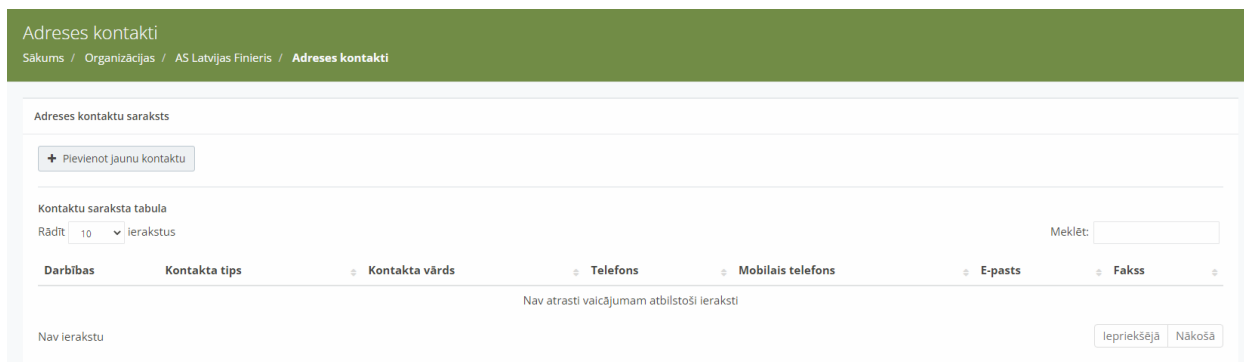 Adreses kontakti
Sākums / Organizācijas / AS Latvijas Finieris / Adreses kontakti
Adreses kontaktu saraksts
+ Pievienot jaunu kontaktu
Kontaktu saraksta tabula
Rādīt 10 ierakstus Meklēt:
Darbības Kontakta tips Kontakta vārds Telefons Mobilais telefons E-pasts Fakss
Nav atrasti vaicājumam atbilstoši ieraksti
Nav ierakstu Iepriekšējā Nākošā